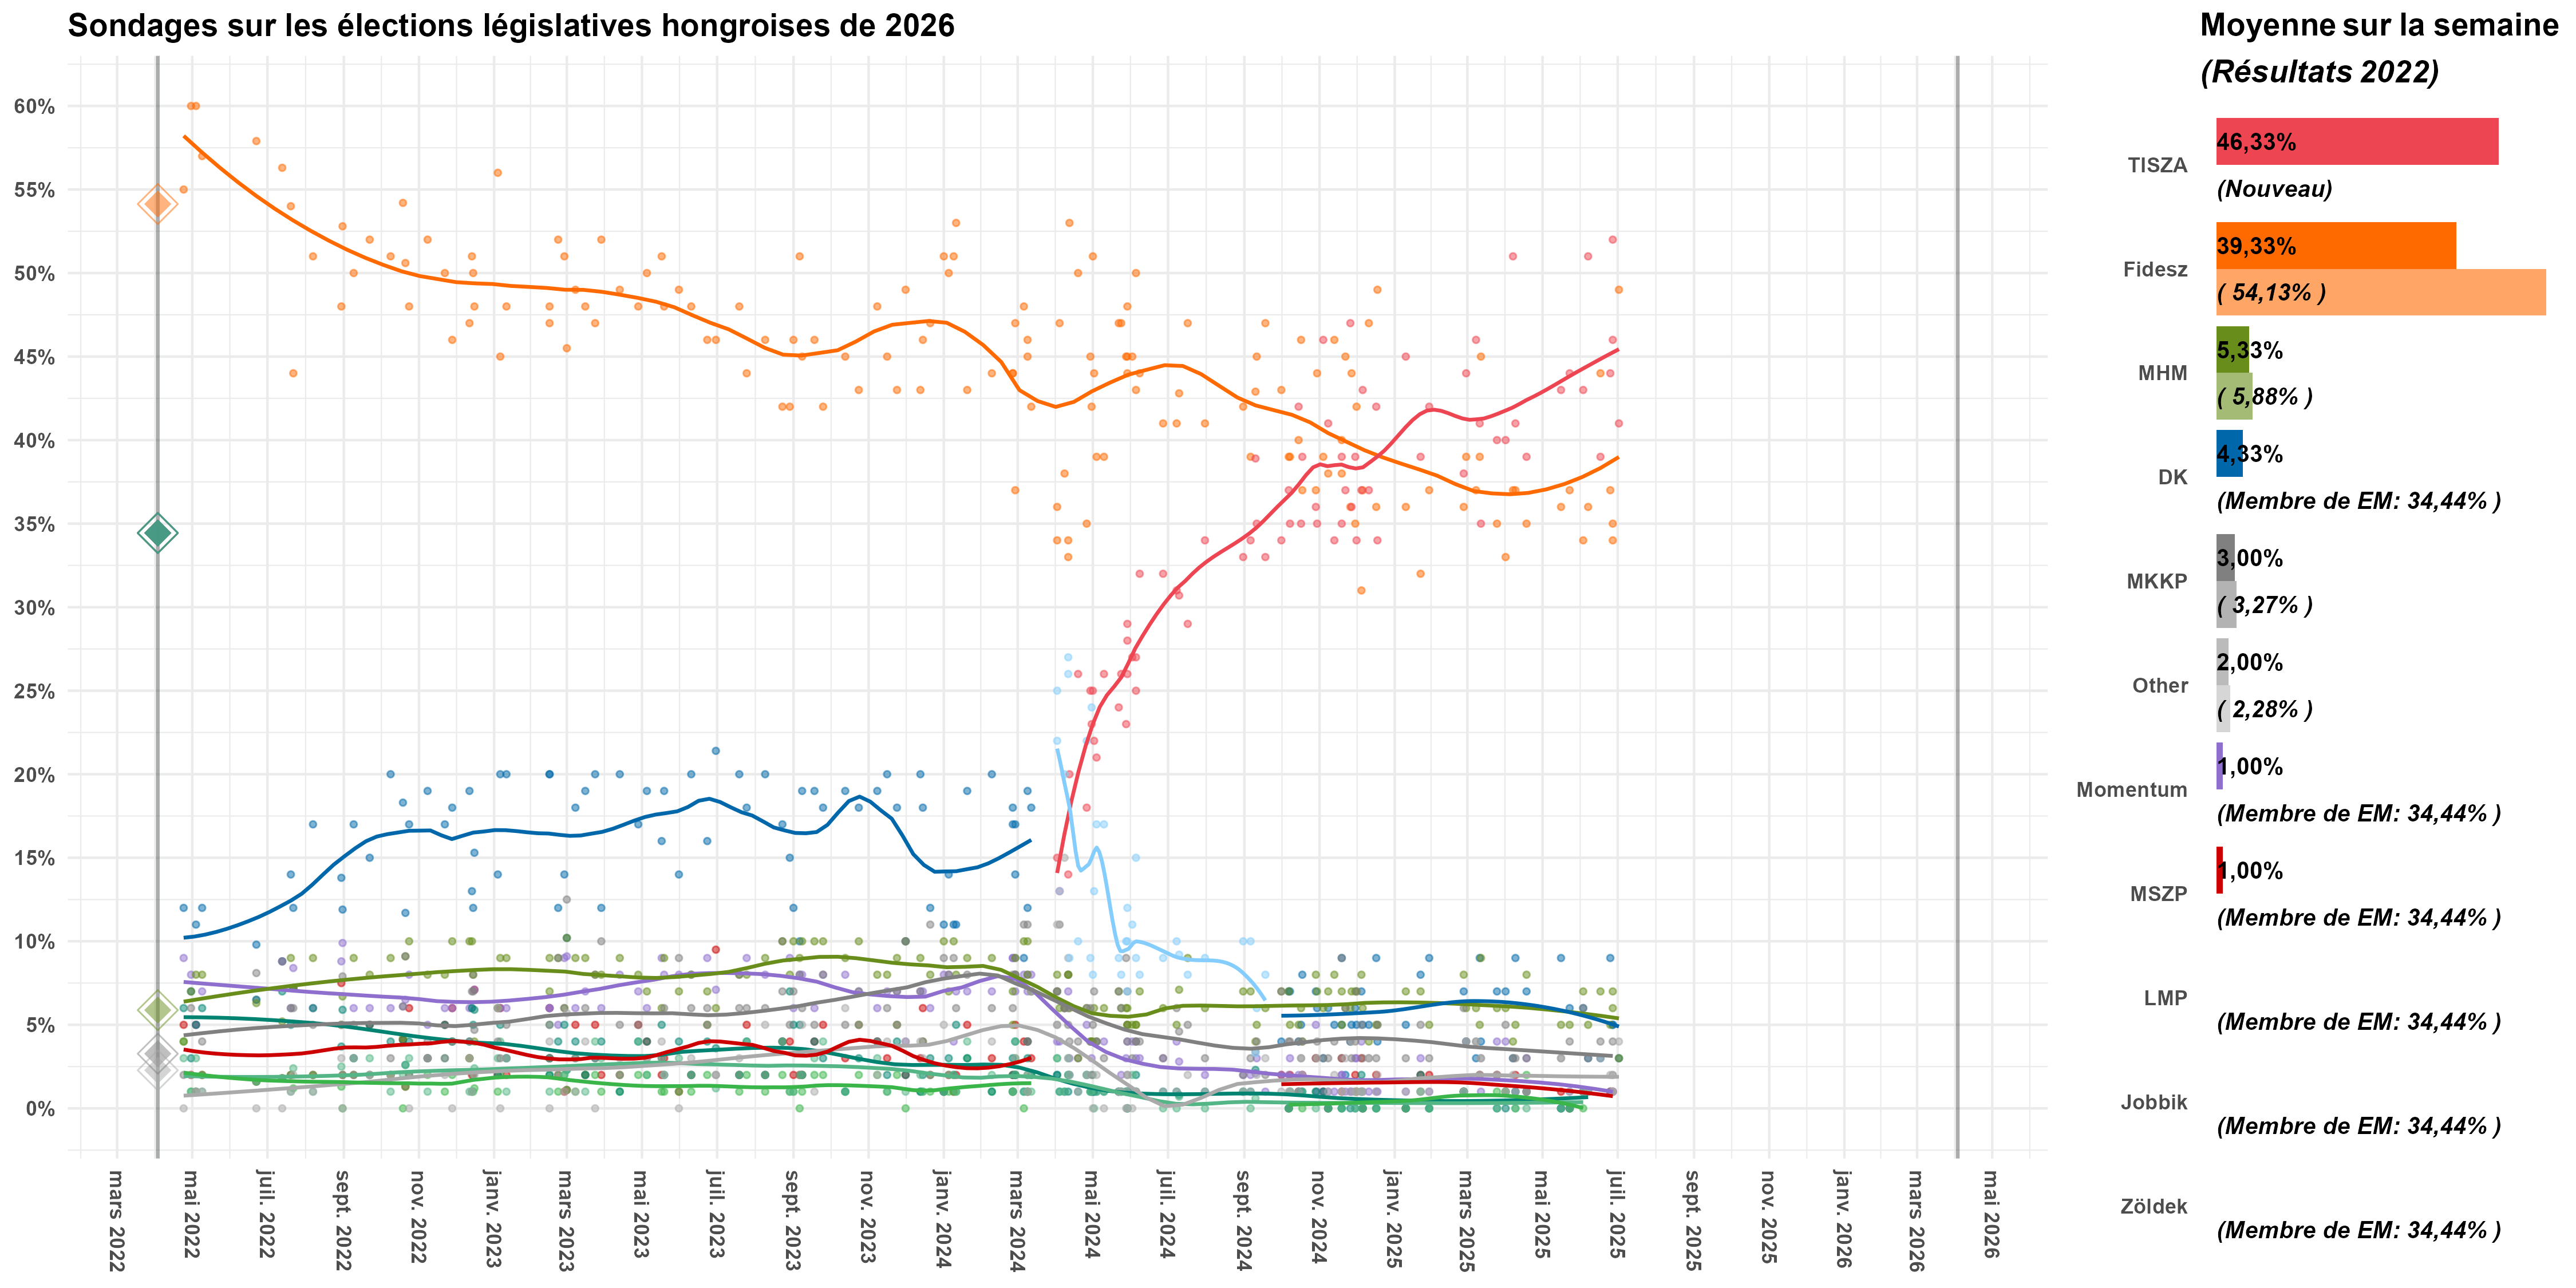 Sondages sur les élections législatives hongroises de 2026
60%
55%
50%
45%
40%
35%
30%
25%
20%
15%
10%
5%
0%
mars 2022
mai 2022
juil. 2022
sept. 2022
nov. 2022
janv. 2023
mars 2023
mai 2023
juil. 2023
sept. 2023
nov. 2023
janv. 2024
mars 2024
mai 2024
juil. 2024
sept. 2024
nov. 2024
janv. 2025
mars 2025
mai 2025
juil. 2025
sept. 2025
nov. 2025
janv. 2026
mars 2026
mai 2026
Moyenne sur la semaine
(Résultats 2022)
TISZA
46,33%
(Nouveau)
Fidesz
39,33%
( 54,13% )
MHM
5,33%
( 5,88% )
DK
4,33%
(Membre de EM: 34,44% )
MKKP
3,00%
( 3,27% )
Other
2,00%
( 2,28% )
Momentum
1,00%
(Membre de EM: 34,44% )
MSZP
1,00%
(Membre de EM: 34,44% )
LMP
(Membre de EM: 34,44% )
Jobbik
(Membre de EM: 34,44% )
Zöldek
(Membre de EM: 34,44% )